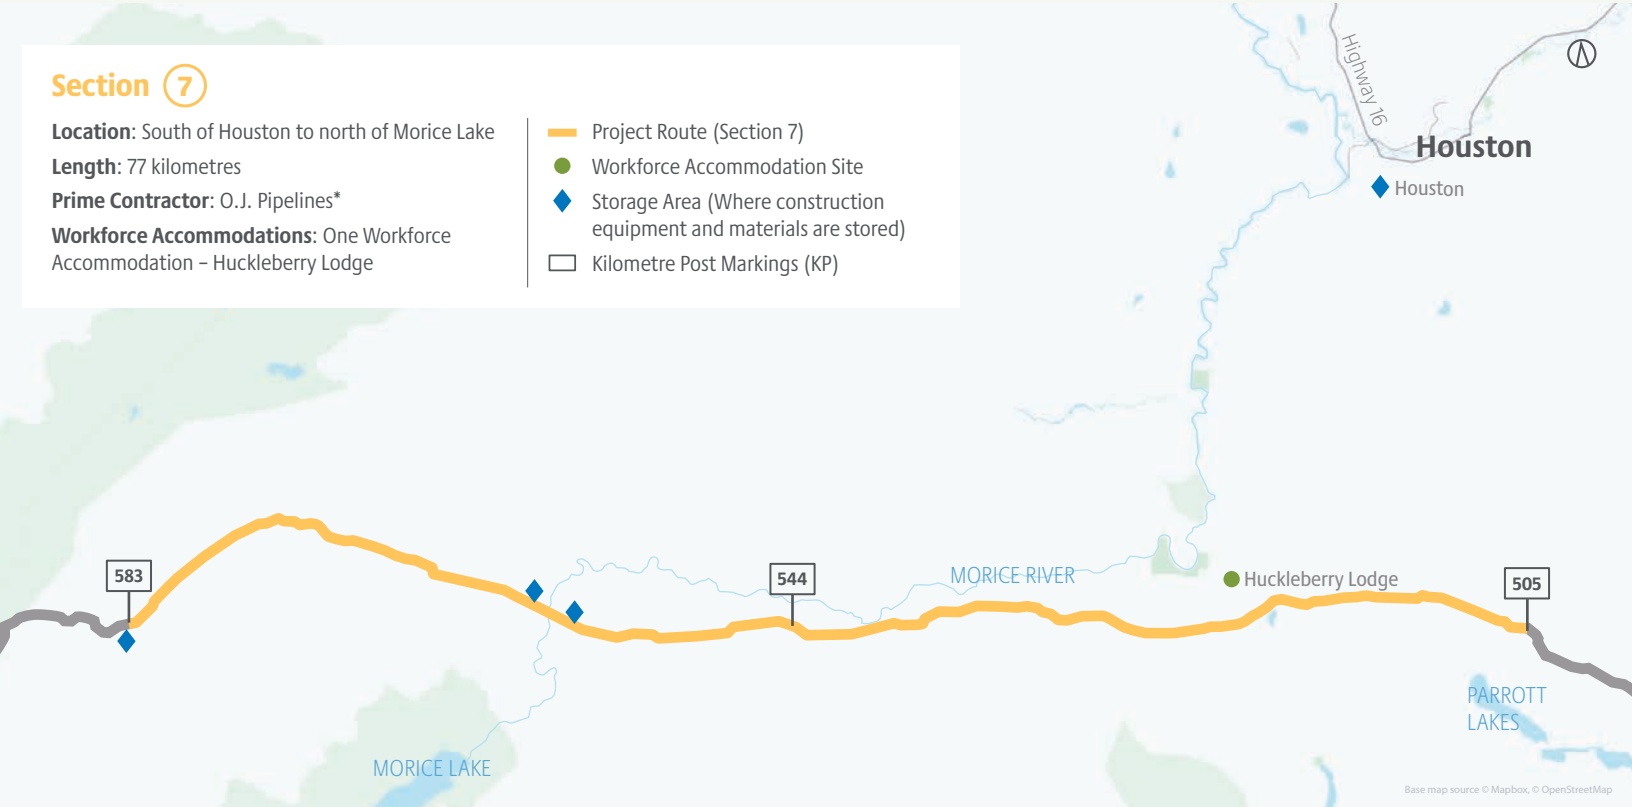 Section 7
Location: South of Houston to north of Morice Lake
Length: 77 kilometres
Prime Contractor: O.J. Pipelines*
Workforce Accommodations: One Workforce
Accommodation – Huckleberry Lodge
Project Route (Section 7)
Workforce Accommodation Site
Storage Area (Where construction
equipment and materials are stored)
Kilometre Post Markings (KP)
Highway 16
Houston
Houston
583
544
MORICE RIVER
Huckleberry Lodge
505
PARROTT
LAKES
MORICE LAKE
Base map source © Mapbox, © OpenStreetMap